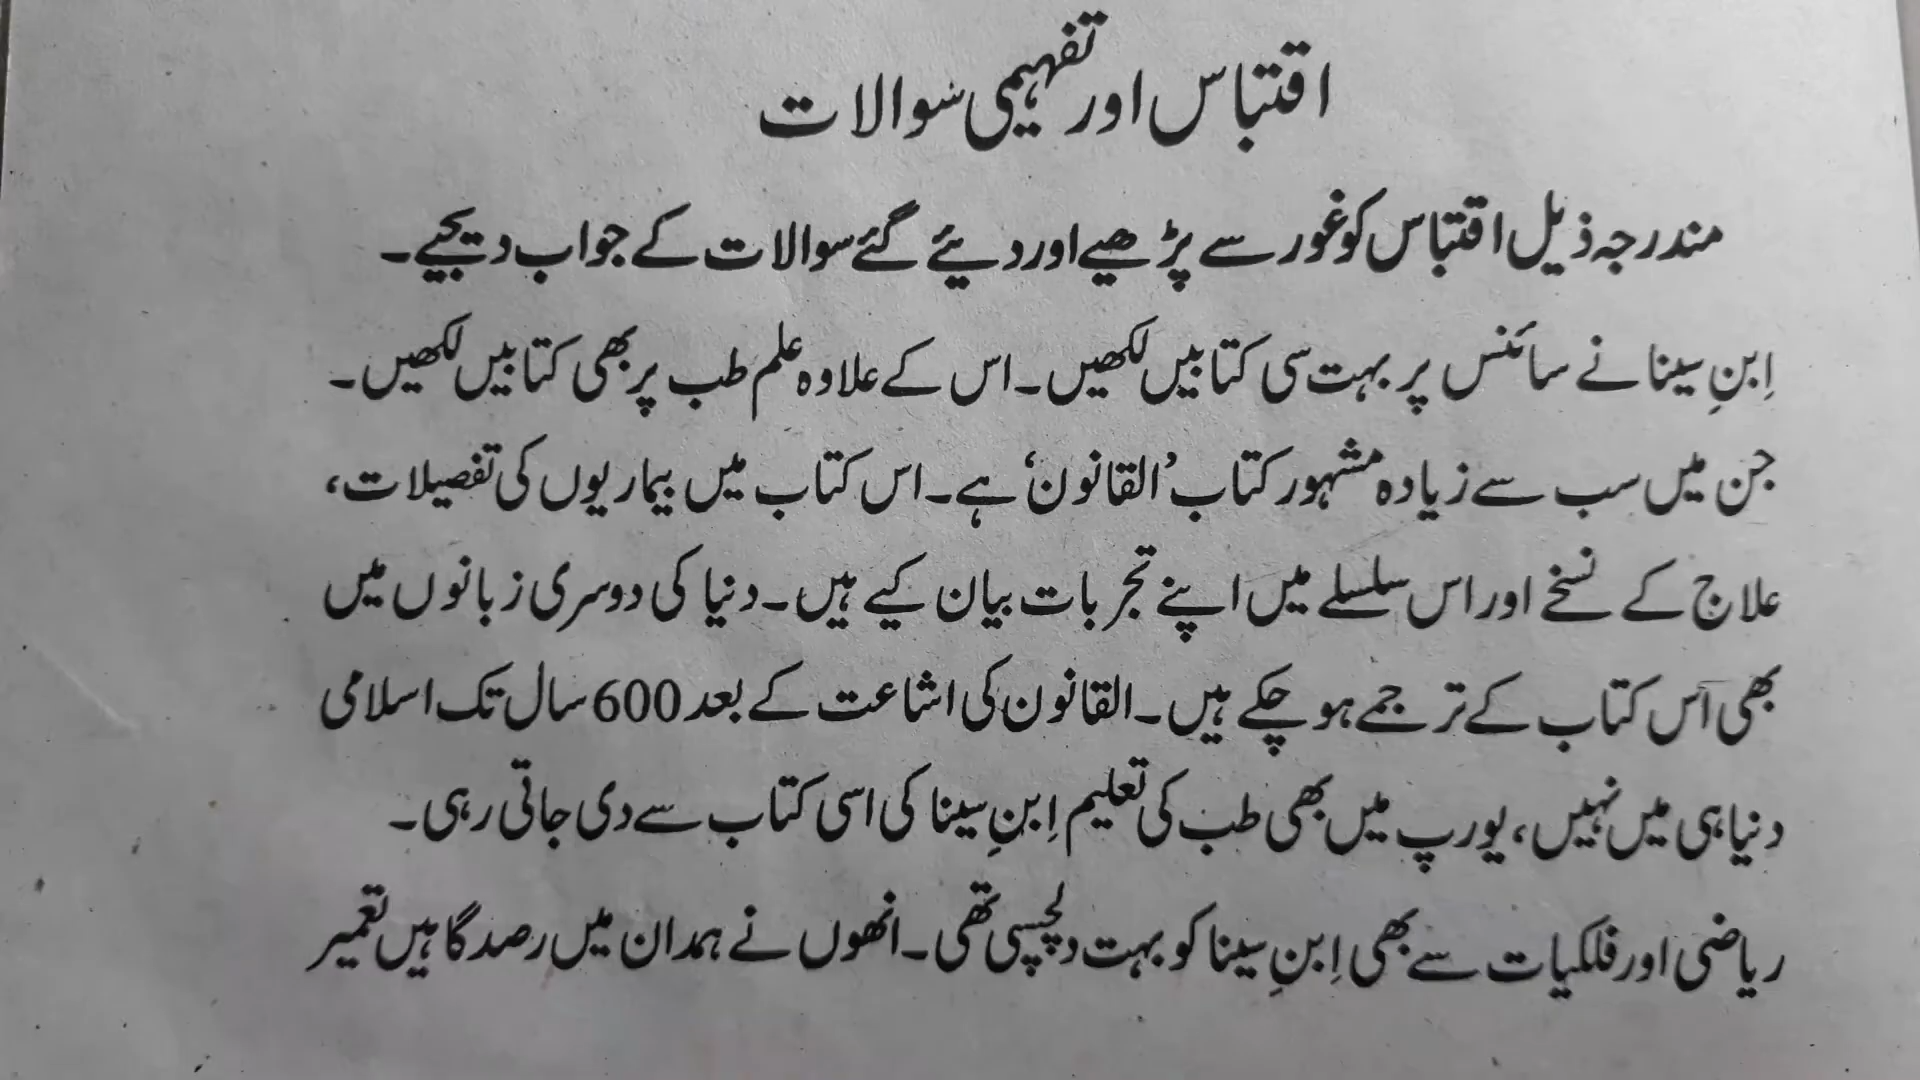 اقتباس اور تفہیمی سوالات
مندرجہ ذیل اقتباس کو غور سے پڑھیے اور دیئے گئے سوالات کے جواب دیجیے۔
اِبنِ سینا نے سائنس پر بہت سی کتابیں لکھیں۔ اس کے علاوہ علم طب پر بھی کتابیں لکھیں۔
جن میں سب سے زیادہ مشہور کتاب ’القانون‘ ہے۔ اس کتاب میں بیماریوں کی تفصیلات،
علاج کے نسخے اور اس سلسلے میں اپنے تجربات بیان کیے ہیں۔ دنیا کی دوسری زبانوں میں
بھی اس کتاب کے ترجمے ہو چکے ہیں۔ القانون کی اشاعت کے بعد 600 سال تک اسلامی
دنیا ہی میں نہیں، یورپ میں بھی طب کی تعلیم اِبنِ سینا کی اسی کتاب سے دی جاتی رہی۔
ریاضی اور فلکیات سے بھی اِبنِ سینا کو بہت دلچسپی تھی۔ انھوں نے ہمدان میں رصد گاہیں تعمیر